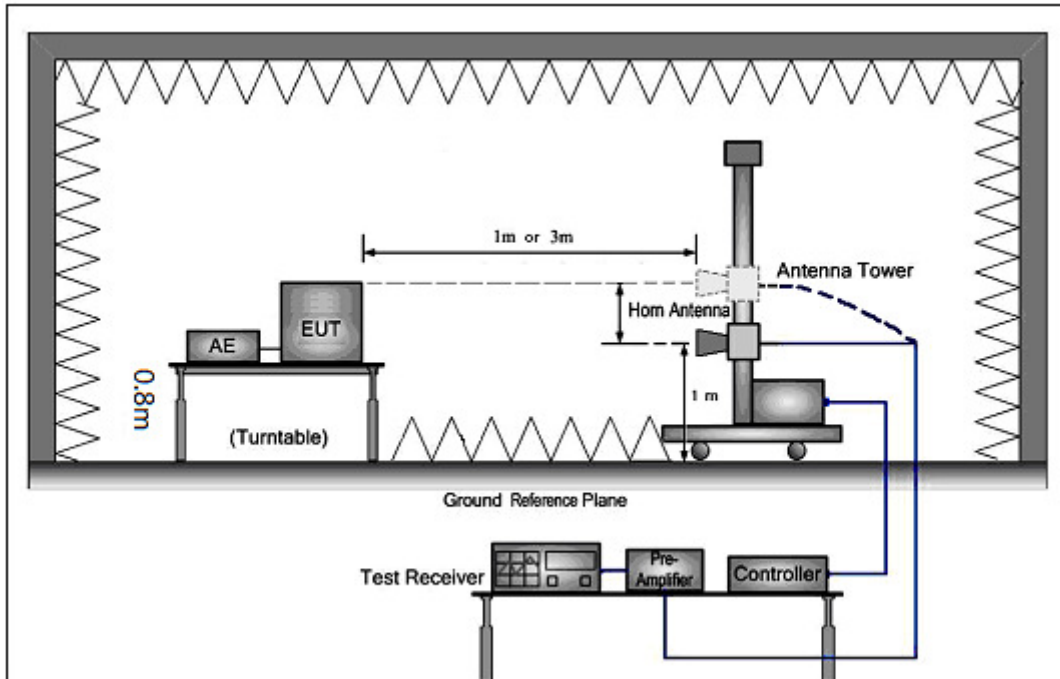 1m or 3m
Antenna Tower
Horn Antenna
EUT
AE
0.8m
1 m
(Turntable)
Ground Reference Plane
Test Receiver
Pre-
Amplifier
Controller